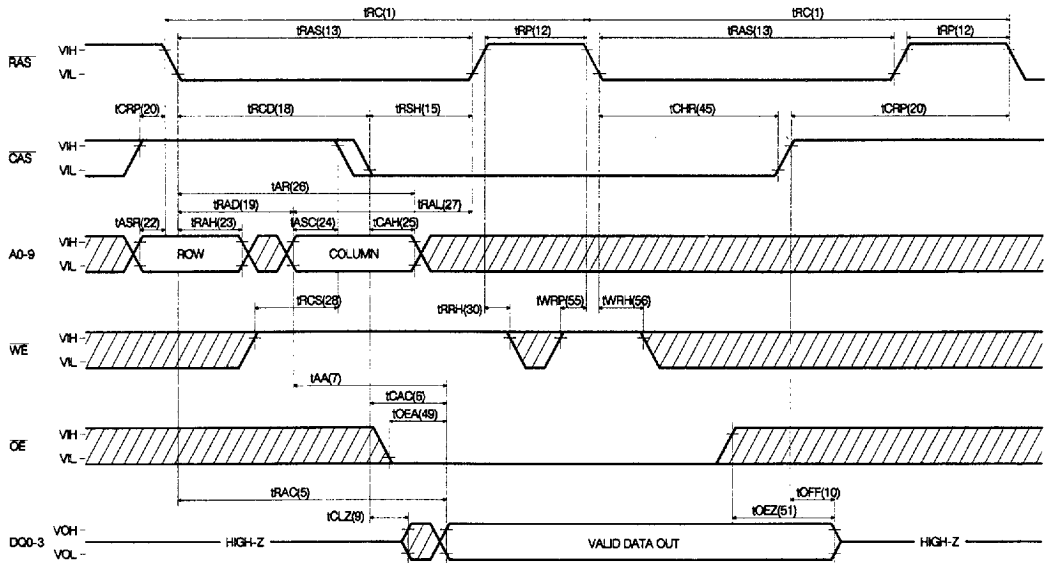 tRC(1) tRC(1)
tRAS(13) tRP(12) tRAS(13) tRP(12)
RAS VIH
VIL
tCRP(20) tRCD(18) tRSH(15) tCHR(45) tCRP(20)
CAS VIH
VIL
tAR(26)
tRAD(19) tRAL(27)
tASR(22) tRAH(23) tASC(24) tCAH(25)
A0-9 VIH
VIL
ROW COLUMN
tRCS(28) tRRH(30) tWRP(55) tWRH(56)
WE VIH
VIL
tAA(7)
tCAC(6)
tOEA(49)
OE VIH
VIL
tRAC(5) tOFF(10)
tCLZ(9) tOEZ(51)
DQ0-3 VOH
VOL
HIGH-Z VALID DATA OUT HIGH-Z